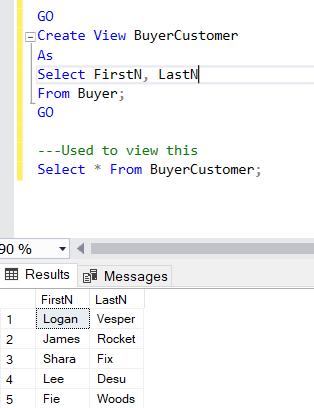 GO
Create View BuyerCustomer
As
Select FirstN, LastN
From Buyer;
GO
---Used to view this
Select * From BuyerCustomer;
90 %
Results Messages
FirstN LastN
1 Logan Vesper
2 James Rocket
3 Shara Fix
4 Lee Desu
5 Fie Woods